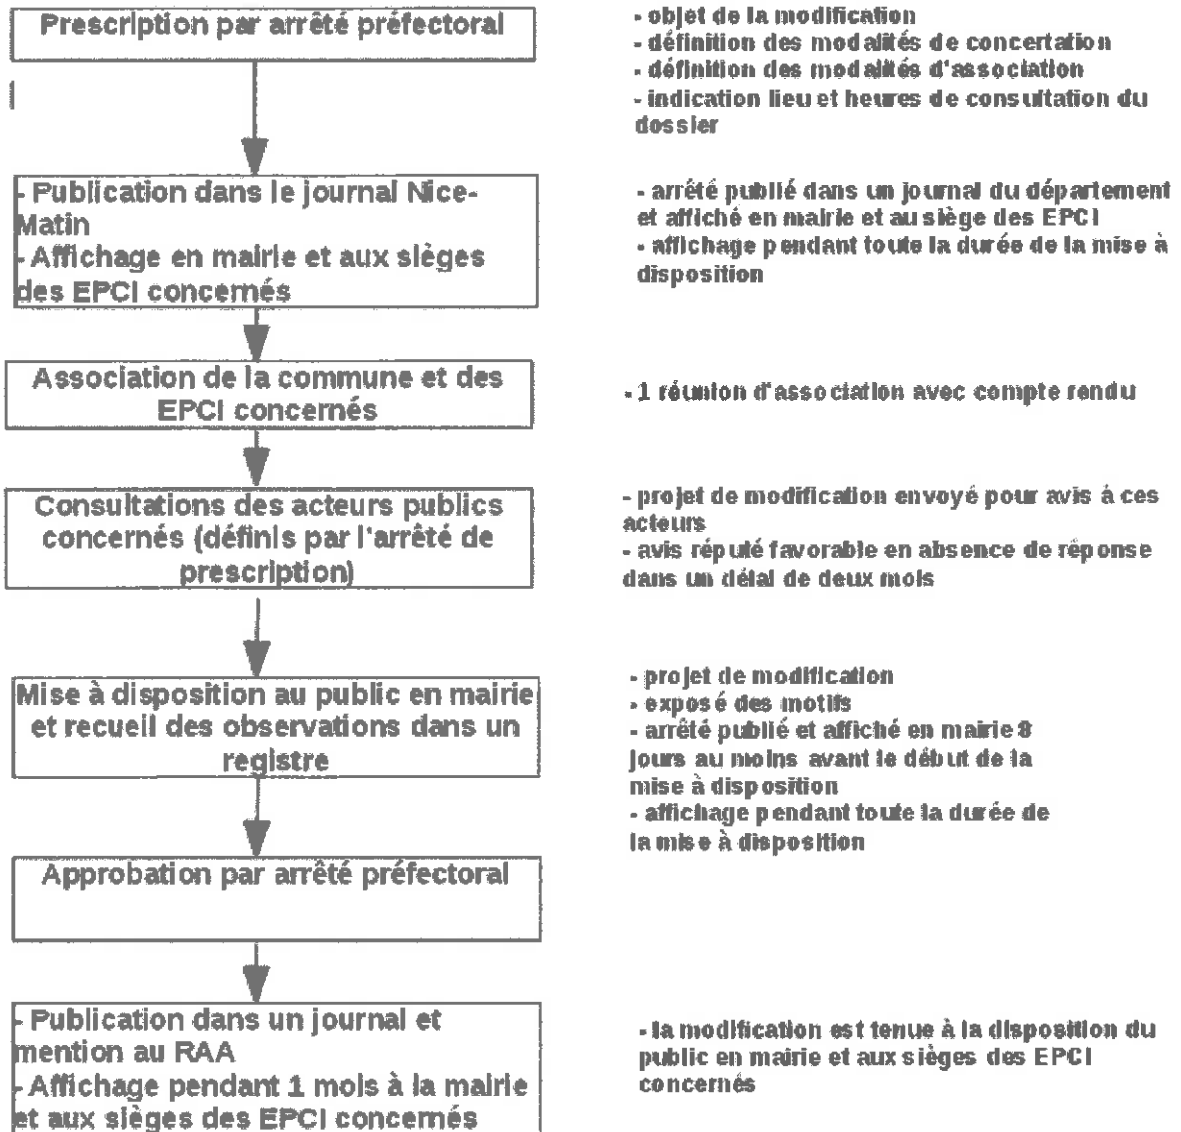 Prescription par arrêté préfectoral
- objet de la modification
- définition des modalités de concertation
- définition des modalités d'association
- indication lieu et heures de consultation du
dossier
- Publication dans le journal Nice-
Matin
- Affichage en mairie et aux sièges
des EPCI concernés
- arrêté publié dans un journal du département
et affiché en mairie et au siège des EPCI
- affichage pendant toute la durée de la mise à
disposition
Association de la commune et des
EPCI concernés
- 1 réunion d'association avec compte rendu
Consultations des acteurs publics
concernés (définis par l'arrêté de
prescription)
- projet de modification envoyé pour avis à ces
acteurs
- avis réputé favorable en absence de réponse
dans un délai de deux mois
Mise à disposition au public en mairie
et recueil des observations dans un
registre
- projet de modification
- exposé des motifs
- arrêté publié et affiché en mairie 8
jours au moins avant le début de la
mise à disposition
- affichage pendant toute la durée de
la mise à disposition
Approbation par arrêté préfectoral
- Publication dans un journal et
mention au RAA
- Affichage pendant 1 mois à la mairie
et aux sièges des EPCI concernés
- la modification est tenue à la disposition du
public en mairie et aux sièges des EPCI
concernés